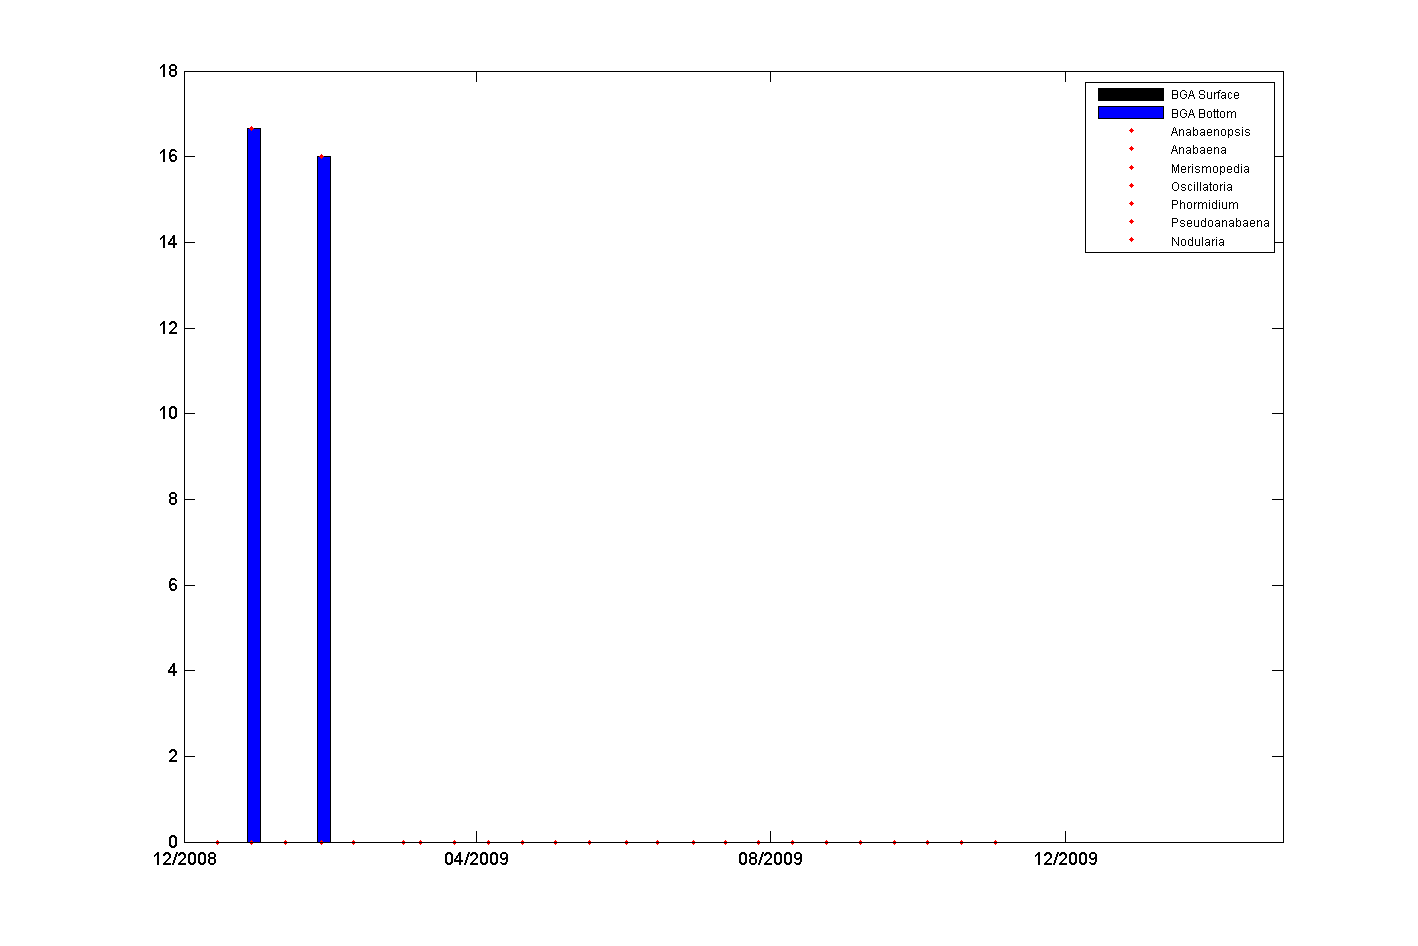 18
16
14
12
10
8
6
4
2
0
12/2008
04/2009
08/2009
12/2009
BGA Surface
BGA Bottom
Anabaenopsis
Anabaena
Merismopedia
Oscillatoria
Phormidium
Pseudoanabaena
Nodularia